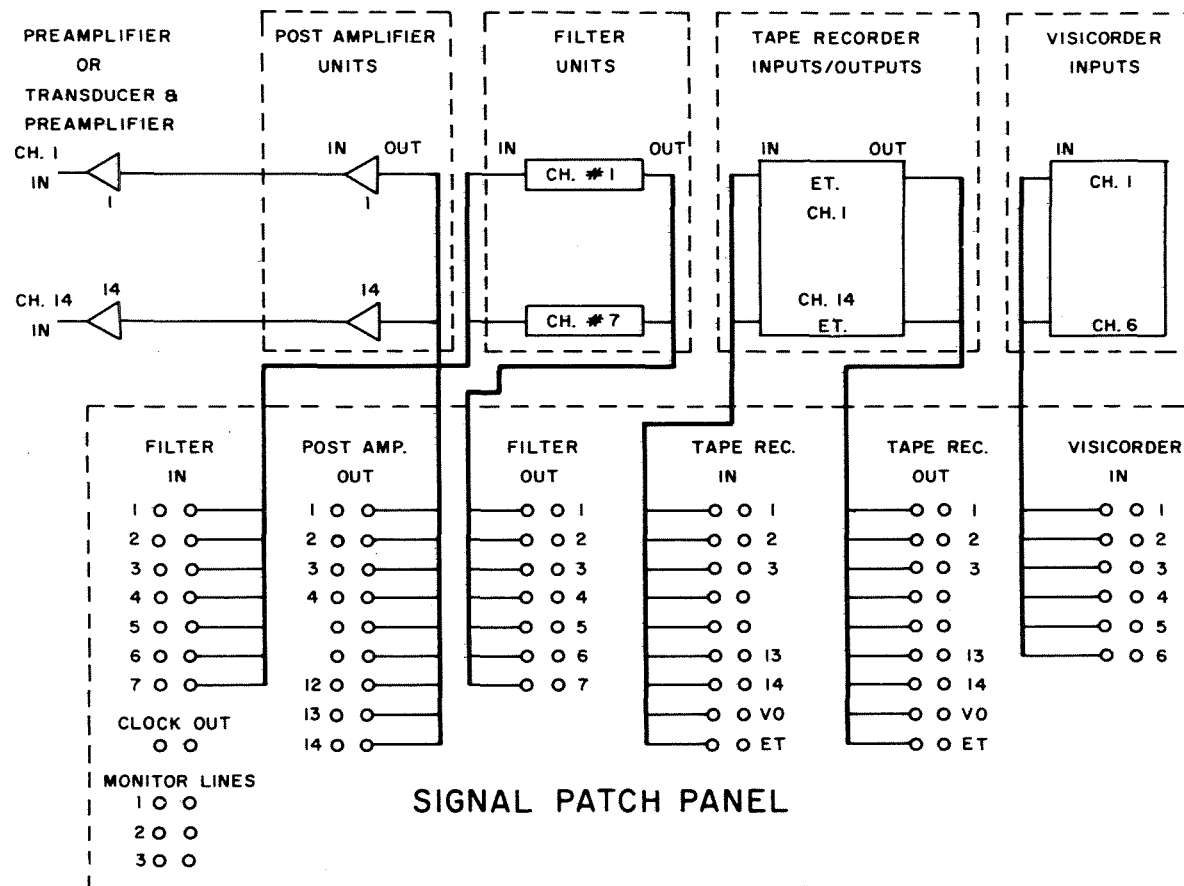 PREAMPLIFIER
OR
TRANSDUCER &
PREAMPLIFIER
POST AMPLIFIER
UNITS
FILTER
UNITS
TAPE RECORDER
INPUTS/OUTPUTS
VISICORDER
INPUTS
CH. 1
IN
1
IN
OUT
1
IN
OUT
CH. #1
IN
OUT
ET.
CH. 1
IN
CH. 1
CH. 14
IN
14
14
CH. #7
CH. 14
ET.
CH. 6
FILTER
IN
1
2
3
4
5
6
7
CLOCK OUT
MONITOR LINES
1
2
3
POST AMP.
OUT
1
2
3
4
12
13
14
FILTER
OUT
1
2
3
4
5
6
7
TAPE REC.
IN
1
2
3
13
14
VO
ET
TAPE REC.
OUT
1
2
3
13
14
VO
ET
VISICORDER
IN
1
2
3
4
5
6
SIGNAL PATCH PANEL